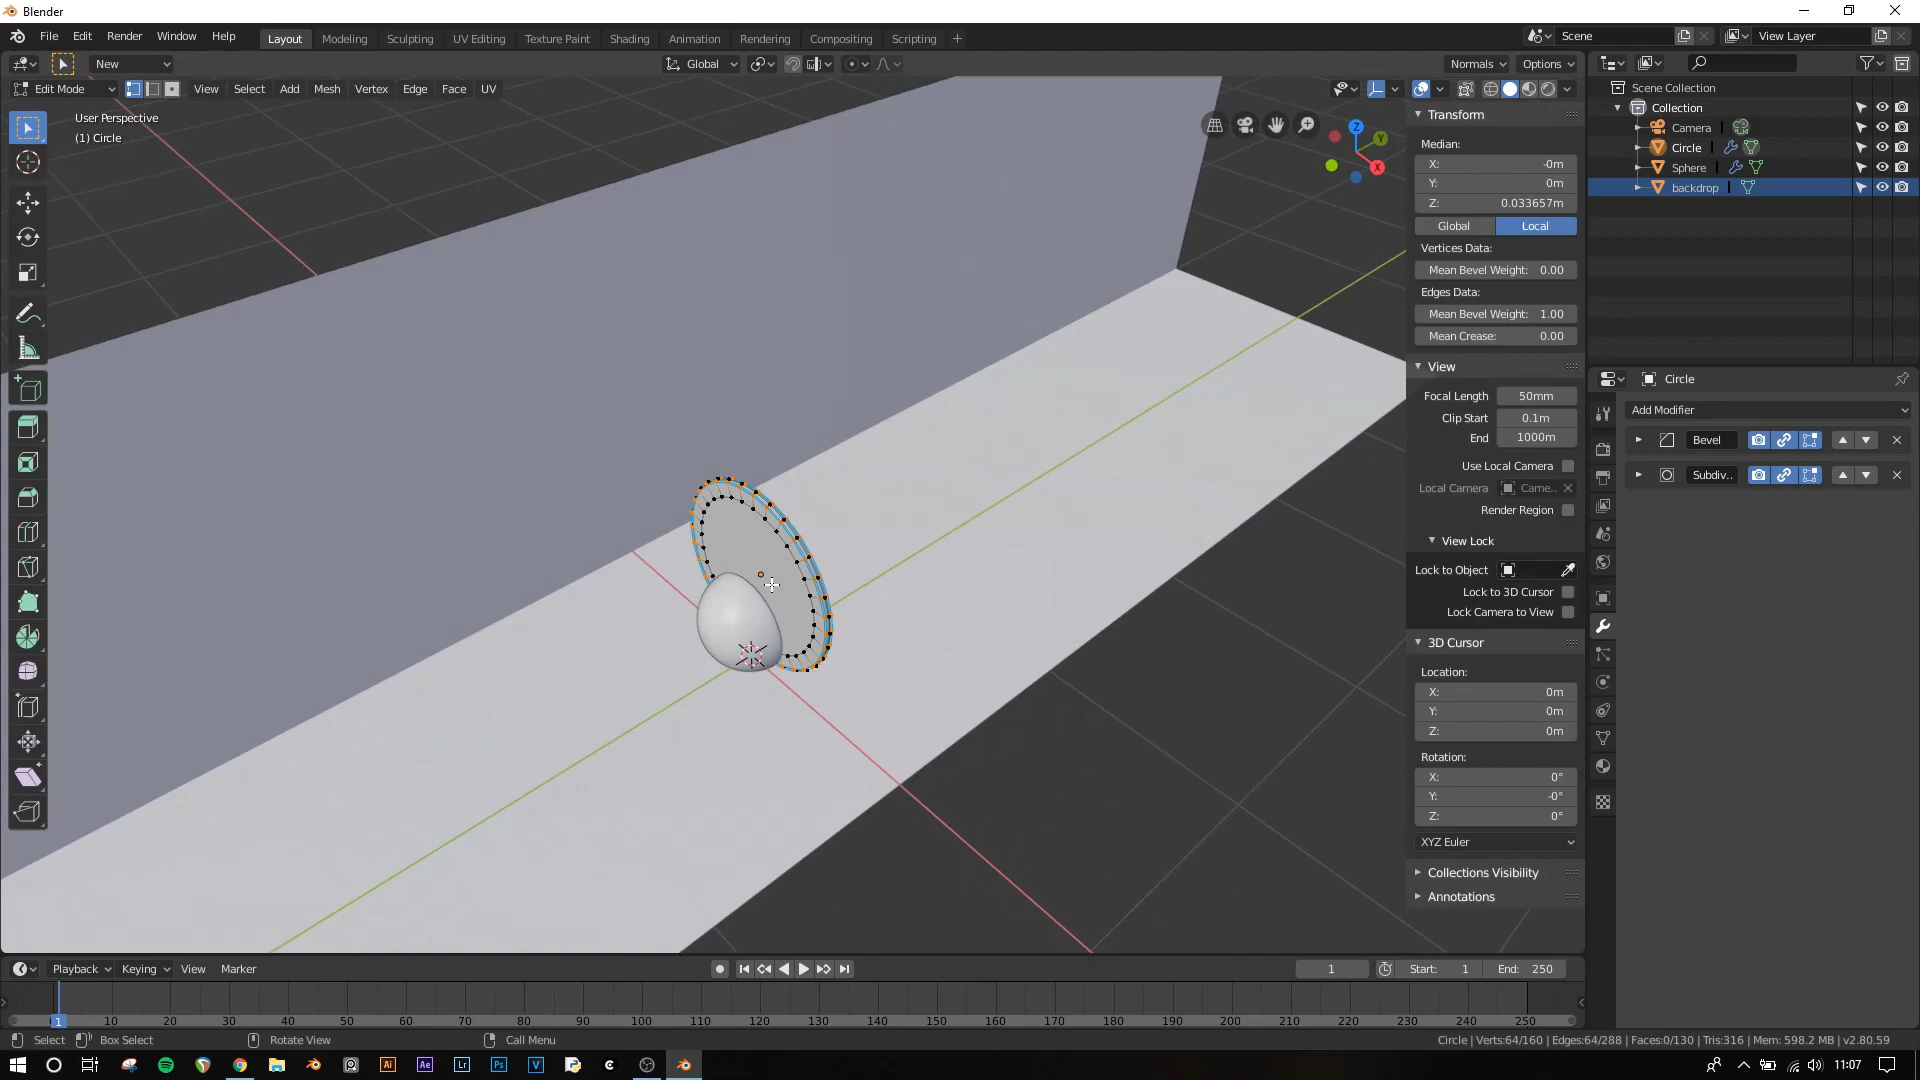 Blender
File Edit Render Window Help
Layout Modeling Sculpting UV Editing Texture Paint Shading Animation Rendering Compositing Scripting
Scene
View Layer
New
Global
Normals
Options
Edit Mode
View Select Add Mesh Vertex Edge Face UV
User Perspective
(1) Circle
Z
Y
X
Transform
Median:
X: -0m
Y: 0m
Z: 0.033657m
Global Local
Vertices Data:
Mean Bevel Weight: 0.00
Edges Data:
Mean Bevel Weight: 1.00
Mean Crease: 0.00
View
Focal Length 50mm
Clip Start 0.1m
End 1000m
Use Local Camera
Local Camera Came..
Render Region
View Lock
Lock to Object
Lock to 3D Cursor
Lock Camera to View
3D Cursor
Location:
X: 0m
Y: 0m
Z: 0m
Rotation:
X: 0°
Y: -0°
Z: 0°
XYZ Euler
Collections Visibility
Annotations
Scene Collection
Collection
Camera
Circle
Sphere
backdrop
Circle
Add Modifier
Bevel
Subdiv..
Playback Keying View Marker
1
Start: 1
End: 250
1 10 20 30 40 50 60 70 80 90 100 110 120 130 140 150 160 170 180 190 200 210 220 230 240 250
Select Box Select Rotate View Call Menu
Circle | Verts:64/160 | Edges:64/288 | Faces:0/130 | Tris:316 | Mem: 598.2 MB | v2.80.59
Ai Ae Lr Ps V C
11:07